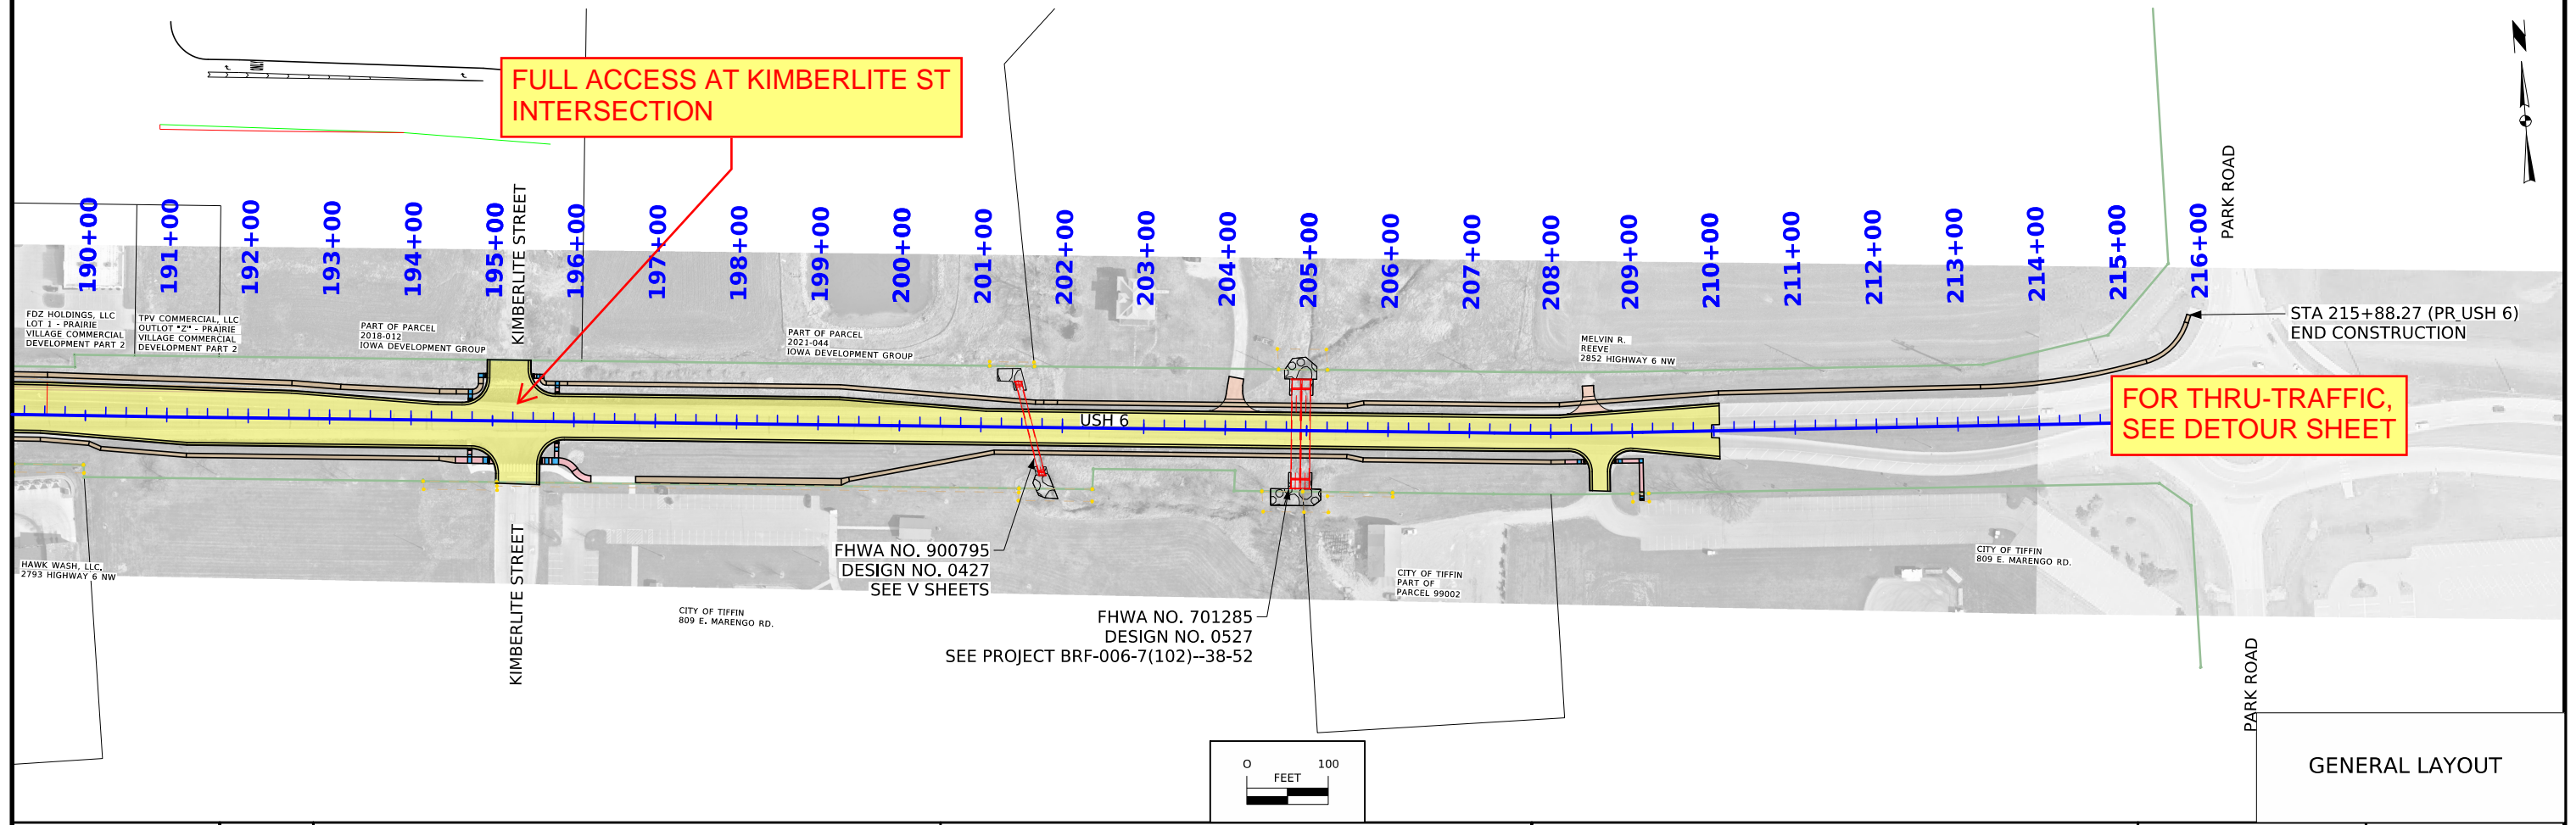 FULL ACCESS AT KIMBERLITE ST
INTERSECTION
N
PARK ROAD
190+00
191+00
192+00
193+00
194+00
195+00
KIMBERLITE STREET
196+00
197+00
198+00
199+00
200+00
201+00
202+00
203+00
204+00
205+00
206+00
207+00
208+00
209+00
210+00
211+00
212+00
213+00
214+00
215+00
216+00
FDZ HOLDINGS, LLC
LOT 1 - PRAIRIE
VILLAGE COMMERCIAL
DEVELOPMENT PART 2
TPV COMMERCIAL, LLC
OUTLOT "Z" - PRAIRIE
VILLAGE COMMERCIAL
DEVELOPMENT PART 2
PART OF PARCEL
2018-012
IOWA DEVELOPMENT GROUP
PART OF PARCEL
2021-044
IOWA DEVELOPMENT GROUP
MELVIN R.
REEVE
2852 HIGHWAY 6 NW
STA 215+88.27 (PR_USH 6)
END CONSTRUCTION
FOR THRU-TRAFFIC,
SEE DETOUR SHEET
USH 6
HAWK WASH, LLC.
2793 HIGHWAY 6 NW
KIMBERLITE STREET
FHWA NO. 900795
DESIGN NO. 0427
SEE V SHEETS
CITY OF TIFFIN
809 E. MARENGO RD.
FHWA NO. 701285
DESIGN NO. 0527
SEE PROJECT BRF-006-7(102)--38-52
CITY OF TIFFIN
PART OF
PARCEL 99002
CITY OF TIFFIN
809 E. MARENGO RD.
PARK ROAD
0 100
FEET
GENERAL LAYOUT